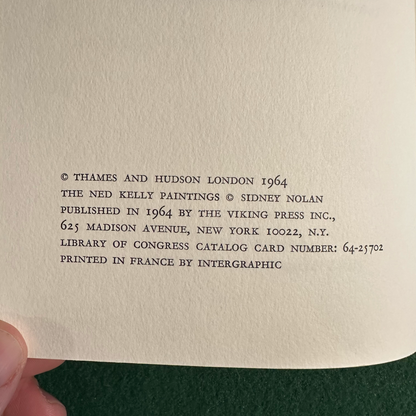 © THAMES AND HUDSON LONDON 1964
THE NED KELLY PAINTINGS © SIDNEY NOLAN
PUBLISHED IN 1964 BY THE VIKING PRESS INC.,
625 MADISON AVENUE, NEW YORK 10022, N.Y.
LIBRARY OF CONGRESS CATALOG CARD NUMBER: 64-25702
PRINTED IN FRANCE BY INTERGRAPHIC